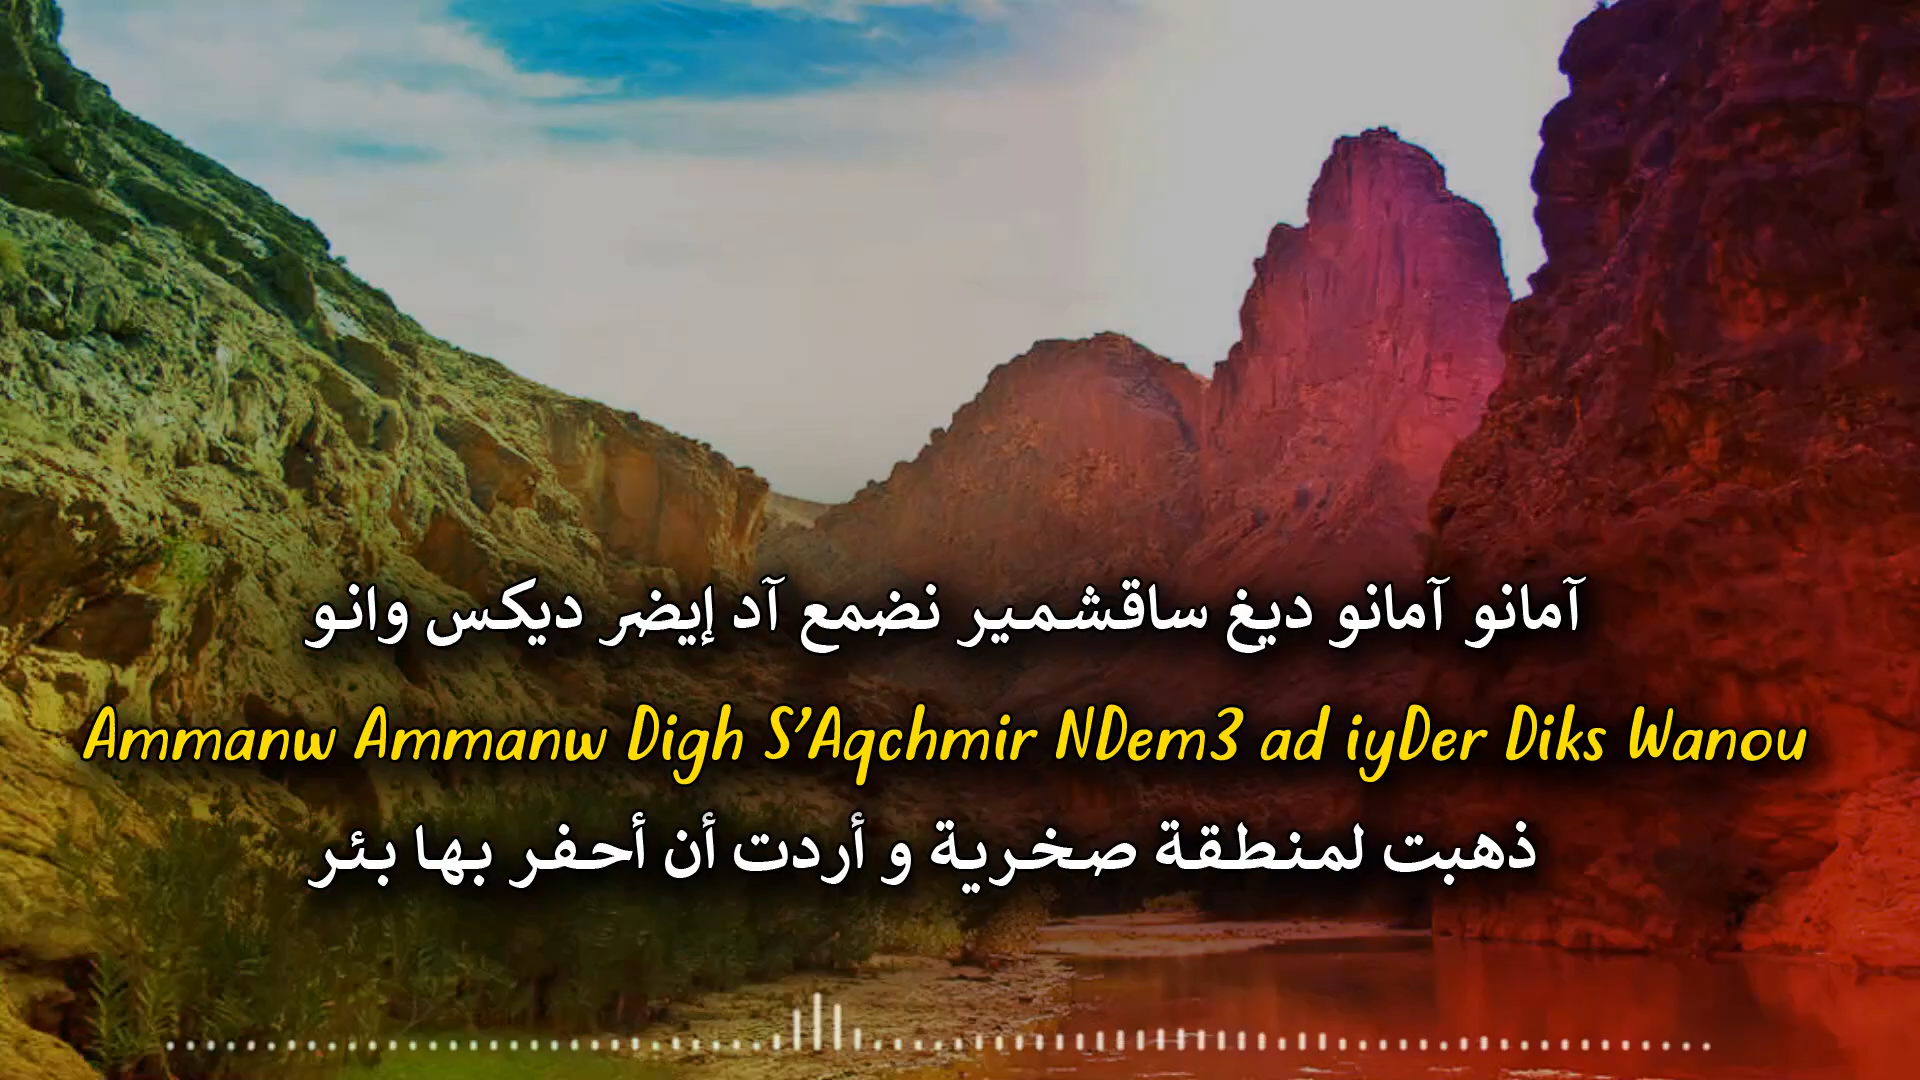 آمانو آمانو ديغ ساقشمير نضمع آد إيضر ديكس وانو
Ammanw Ammanw Digh S’Aqchmir NDem3 ad iyDer Diks Wanou
ذهبت لمنطقة صخرية و أردت أن أحفر بها بئر